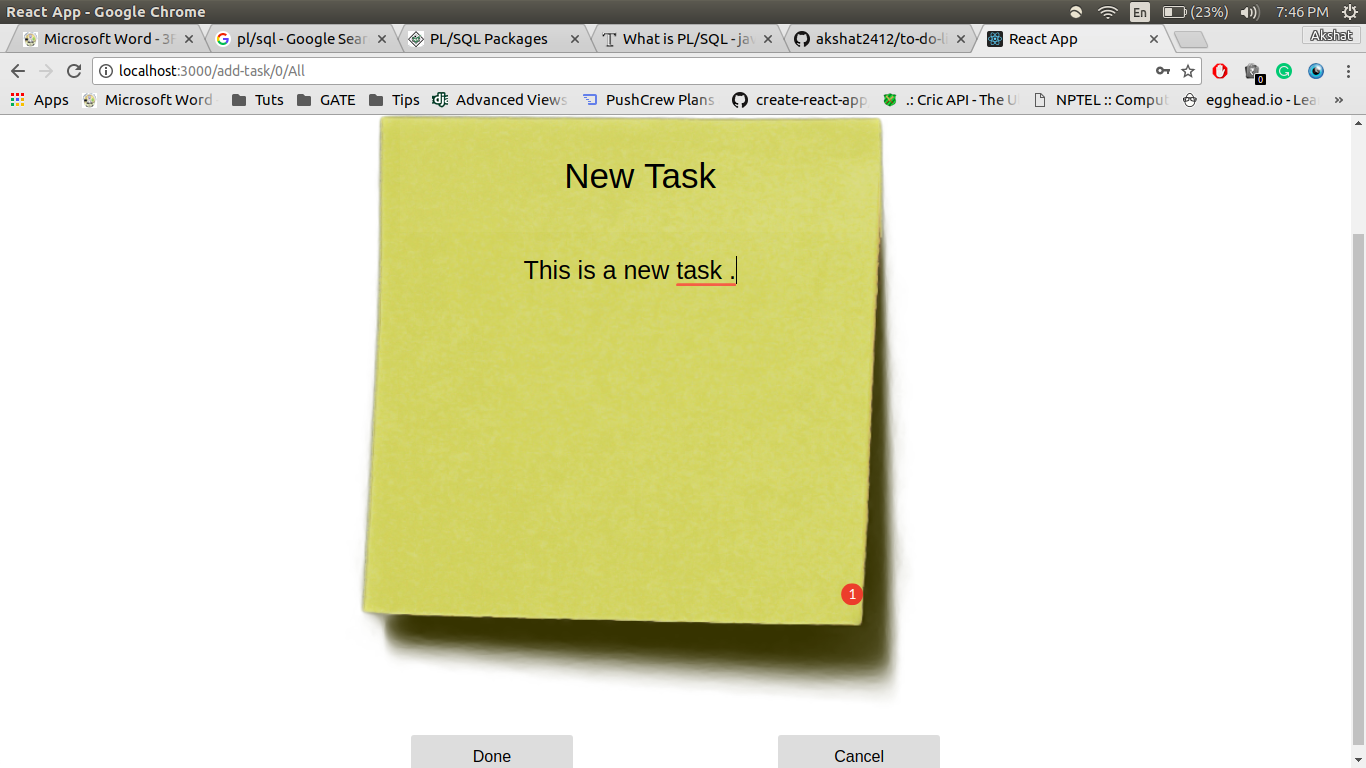 React App - Google Chrome En (23%) 7:46 PM
Microsoft Word - 3F pl/sql - Google Sear PL/SQL Packages What is PL/SQL - jav akshat2412/to-do-li React App Akshat
localhost:3000/add-task/0/All 0
Apps Microsoft Word Tuts GATE Tips Advanced Views PushCrew Plans create-react-app .: Cric API - The U NPTEL :: Comput egghead.io - Lea »
New Task
This is a new task .
1
Done Cancel